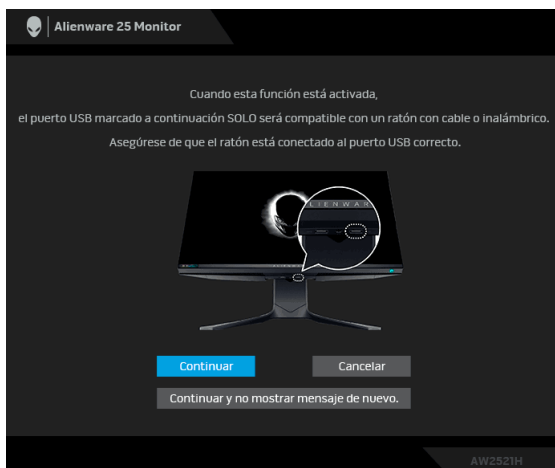 Alienware 25 Monitor
Cuando esta función está activada,
el puerto USB marcado a continuación SOLO será compatible con un ratón con cable o inalámbrico.
Asegúrese de que el ratón está conectado al puerto USB correcto.
ALIENWAR
Continuar
Cancelar
Continuar y no mostrar mensaje de nuevo.
AW2521H